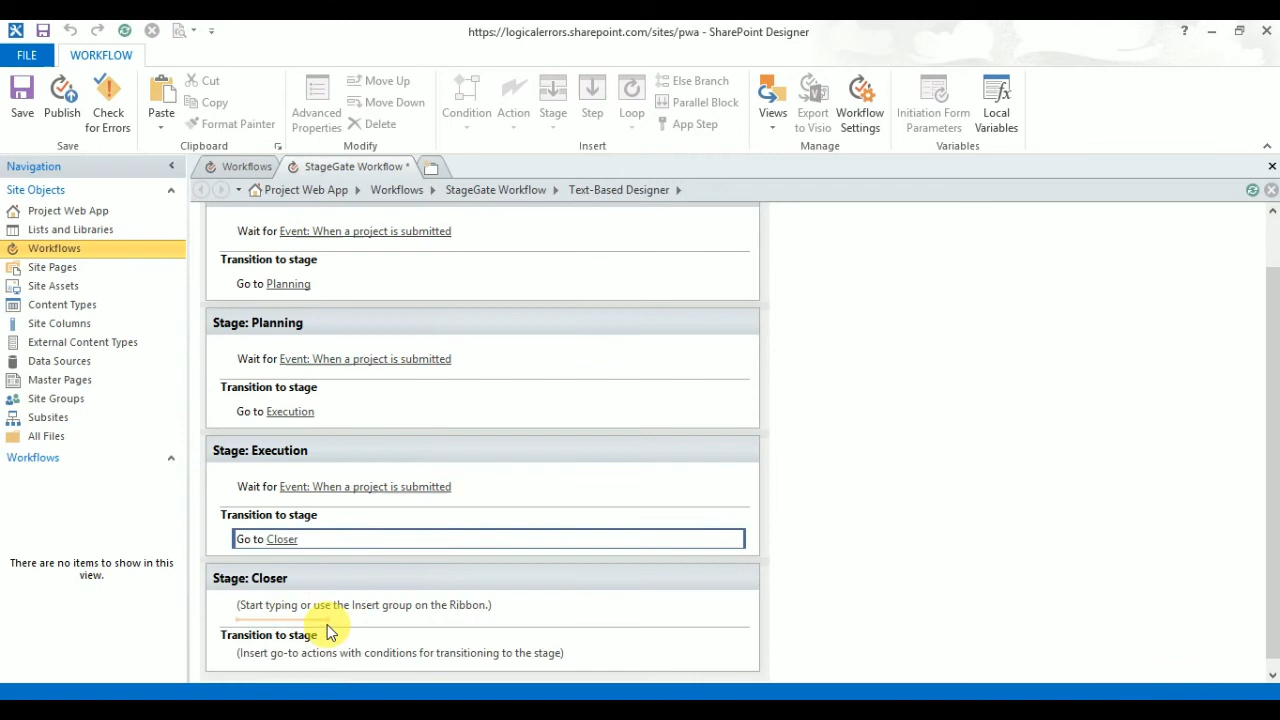 https://logicalerrors.sharepoint.com/sites/pwa - SharePoint Designer
?
FILE
WORKFLOW
Save
Publish
Check
for Errors
Save
Paste
Cut
Copy
Format Painter
Clipboard
Advanced
Properties
Move Up
Move Down
Delete
Modify
Condition
Action
Stage
Step
Loop
Else Branch
Parallel Block
App Step
Insert
Views
Export
to Visio
Workflow
Settings
Manage
Initiation Form
Parameters
Local
Variables
Variables
Navigation
Workflows
StageGate Workflow *
Site Objects
Project Web App
Workflows
StageGate Workflow
Text-Based Designer
Project Web App
Lists and Libraries
Workflows
Site Pages
Site Assets
Content Types
Site Columns
External Content Types
Data Sources
Master Pages
Site Groups
Subsites
All Files
Workflows
There are no items to show in this
view.
Wait for Event: When a project is submitted
Transition to stage
Go to Planning
Stage: Planning
Wait for Event: When a project is submitted
Transition to stage
Go to Execution
Stage: Execution
Wait for Event: When a project is submitted
Transition to stage
Go to Closer
Stage: Closer
(Start typing or use the Insert group on the Ribbon.)
Transition to stage
(Insert go-to actions with conditions for transitioning to the stage)